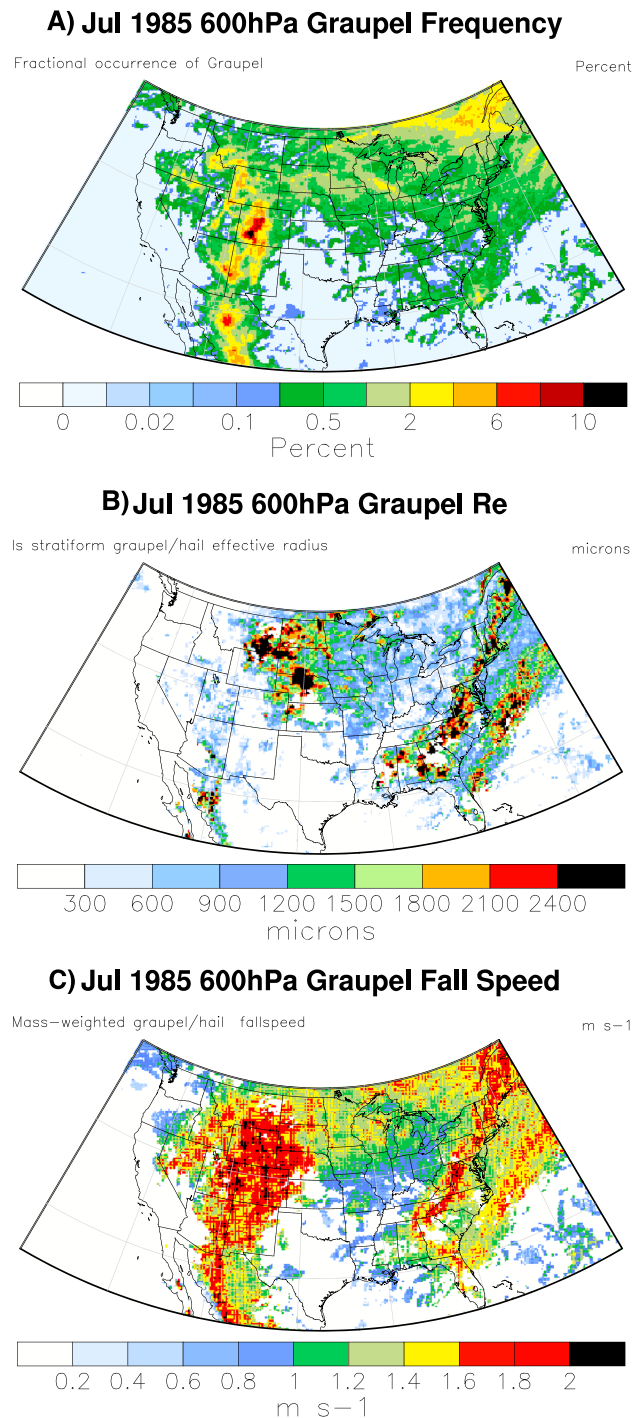 A) Jul 1985 600hPa Graupel Frequency
Fractional occurrence of Graupel Percent
0 0.02 0.1 0.5 2 6 10
Percent
B) Jul 1985 600hPa Graupel Re
Is stratiform graupel/hail effective radius microns
300 600 900 1200 1500 1800 2100 2400
microns
C) Jul 1985 600hPa Graupel Fall Speed
Mass-weighted graupel/hail fallspeed m s-1
0.2 0.4 0.6 0.8 1 1.2 1.4 1.6 1.8 2
m s-1